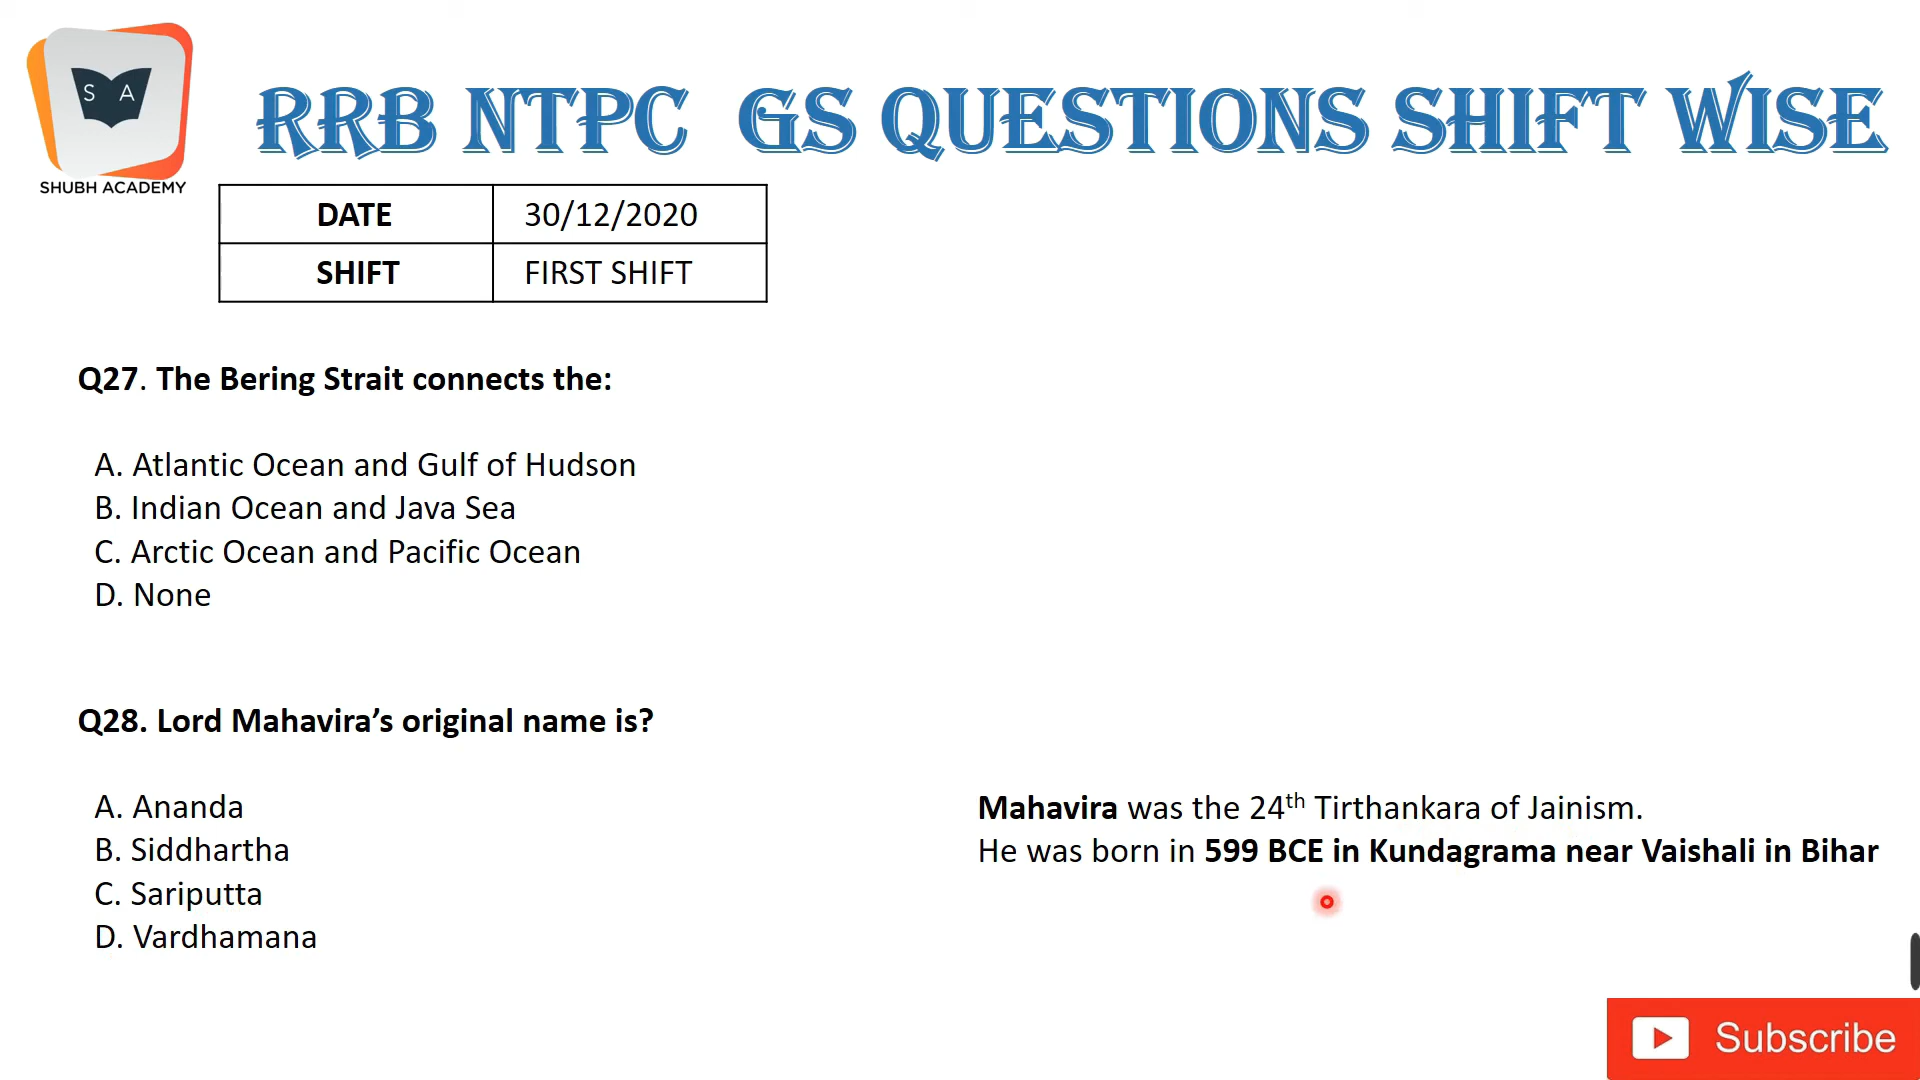 S A
SHUBH ACADEMY
RRB NTPC GS QUESTIONS SHIFT WISE
DATE 30/12/2020
SHIFT FIRST SHIFT
Q27. The Bering Strait connects the:
A. Atlantic Ocean and Gulf of Hudson
B. Indian Ocean and Java Sea
C. Arctic Ocean and Pacific Ocean
D. None
Q28. Lord Mahavira’s original name is?
A. Ananda
B. Siddhartha
C. Sariputta
D. Vardhamana
Mahavira was the 24th Tirthankara of Jainism.
He was born in 599 BCE in Kundagrama near Vaishali in Bihar
Subscribe